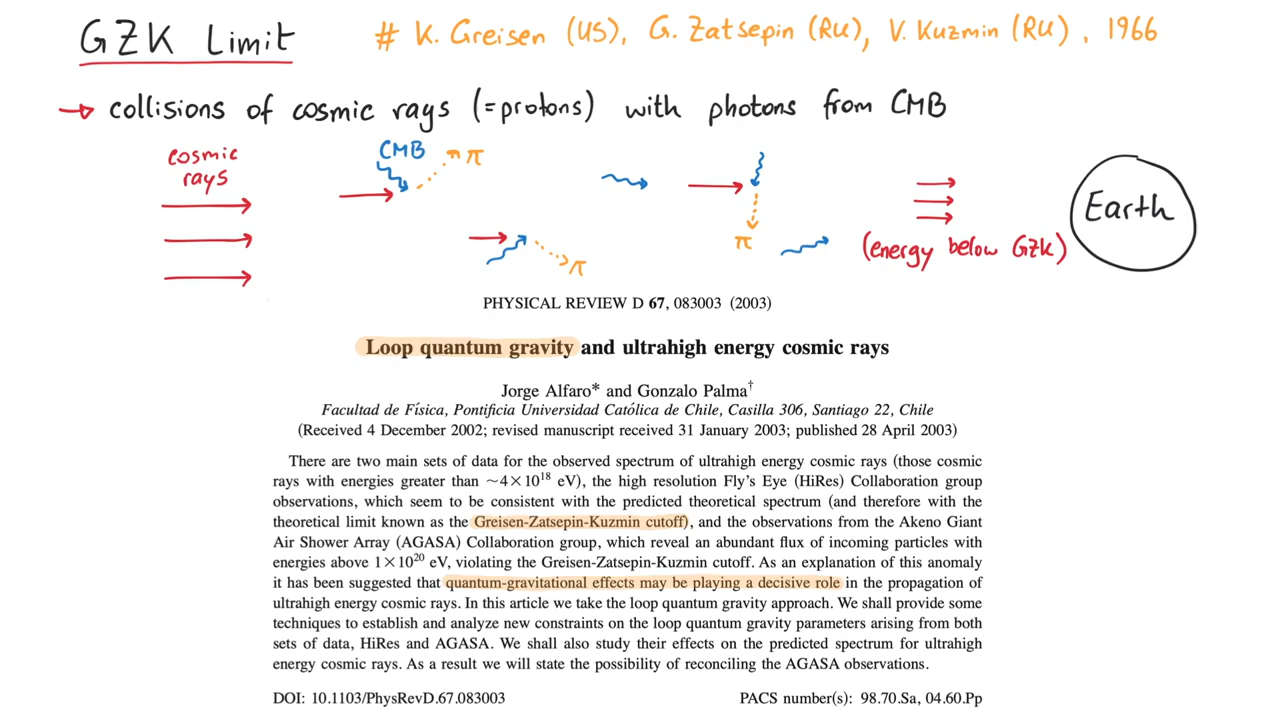 GZK Limit # K. Greisen (US), G. Zatsepin (RU), V. Kuzmin (RU), 1966
→ collisions of cosmic rays (=protons) with photons from CMB
cosmic
rays
CMB
π
π
π
(energy below GZK)
Earth
PHYSICAL REVIEW D 67, 083003 (2003)
Loop quantum gravity and ultrahigh energy cosmic rays
Jorge Alfaro* and Gonzalo Palma†
Facultad de Física, Pontificia Universidad Católica de Chile, Casilla 306, Santiago 22, Chile
(Received 4 December 2002; revised manuscript received 31 January 2003; published 28 April 2003)
There are two main sets of data for the observed spectrum of ultrahigh energy cosmic rays (those cosmic
rays with energies greater than ~4×10¹⁸ eV), the high resolution Fly's Eye (HiRes) Collaboration group
observations, which seem to be consistent with the predicted theoretical spectrum (and therefore with the
theoretical limit known as the Greisen-Zatsepin-Kuzmin cutoff), and the observations from the Akeno Giant
Air Shower Array (AGASA) Collaboration group, which reveal an abundant flux of incoming particles with
energies above 1×10²⁰ eV, violating the Greisen-Zatsepin-Kuzmin cutoff. As an explanation of this anomaly
it has been suggested that quantum-gravitational effects may be playing a decisive role in the propagation of
ultrahigh energy cosmic rays. In this article we take the loop quantum gravity approach. We shall provide some
techniques to establish and analyze new constraints on the loop quantum gravity parameters arising from both
sets of data, HiRes and AGASA. We shall also study their effects on the predicted spectrum for ultrahigh
energy cosmic rays. As a result we will state the possibility of reconciling the AGASA observations.
DOI: 10.1103/PhysRevD.67.083003 PACS number(s): 98.70.Sa, 04.60.Pp